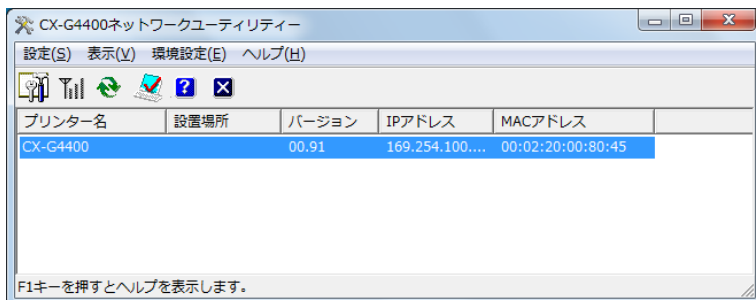 CX-G4400ネットワークユーティリティー
設定(S) 表示(V) 環境設定(E) ヘルプ(H)
プリンター名 設置場所 バージョン IPアドレス MACアドレス
CX-G4400 00.91 169.254.100.... 00:02:20:00:80:45
F1キーを押すとヘルプを表示します。